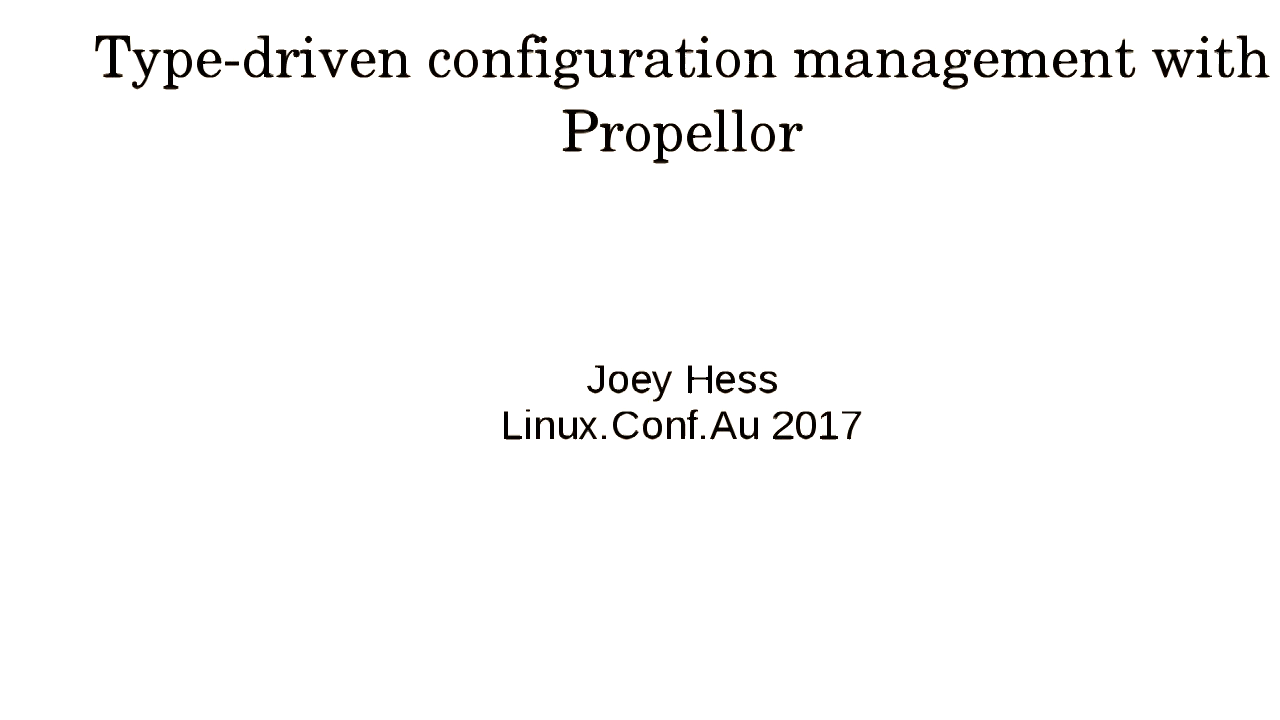 Type-driven configuration management with
Propellor
Joey Hess
Linux.Conf.Au 2017